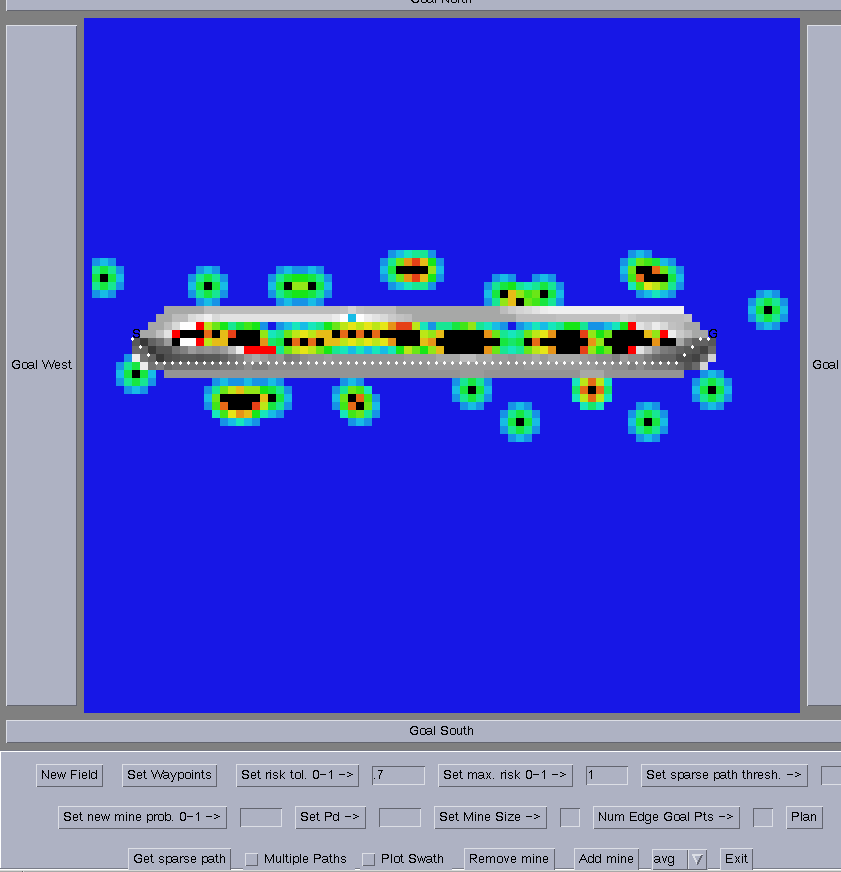 Goal North
S
G
Goal West
Goal
Goal South
New Field Set Waypoints Set risk tol. 0-1 -> .7 Set max. risk 0-1 -> 1 Set sparse path thresh. ->
Set new mine prob. 0-1 -> Set Pd -> Set Mine Size -> Num Edge Goal Pts -> Plan
Get sparse path Multiple Paths Plot Swath Remove mine Add mine avg Exit